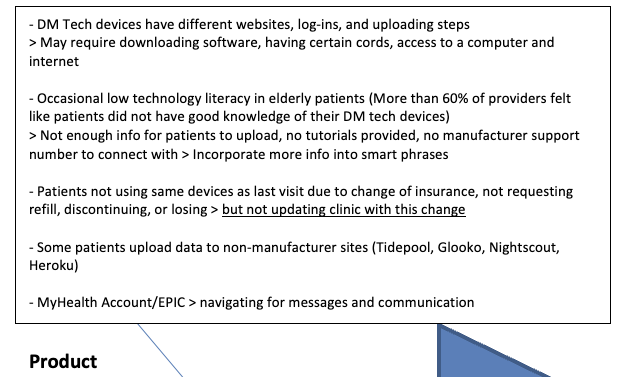 - DM Tech devices have different websites, log-ins, and uploading steps
> May require downloading software, having certain cords, access to a computer and
internet
- Occasional low technology literacy in elderly patients (More than 60% of providers felt
like patients did not have good knowledge of their DM tech devices)
> Not enough info for patients to upload, no tutorials provided, no manufacturer support
number to connect with > Incorporate more info into smart phrases
- Patients not using same devices as last visit due to change of insurance, not requesting
refill, discontinuing, or losing > but not updating clinic with this change
- Some patients upload data to non-manufacturer sites (Tidepool, Glooko, Nightscout,
Heroku)
- MyHealth Account/EPIC > navigating for messages and communication
Product